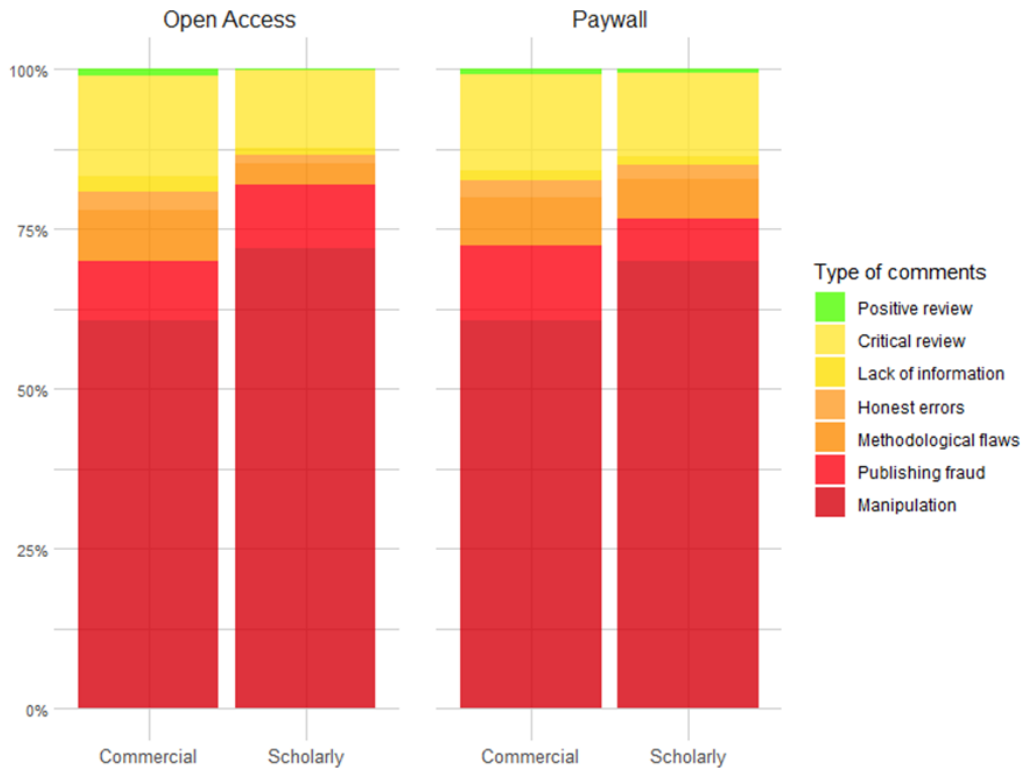 Open Access
Paywall
100%
75%
50%
25%
0%
Commercial
Scholarly
Commercial
Scholarly
Type of comments
Positive review
Critical review
Lack of information
Honest errors
Methodological flaws
Publishing fraud
Manipulation